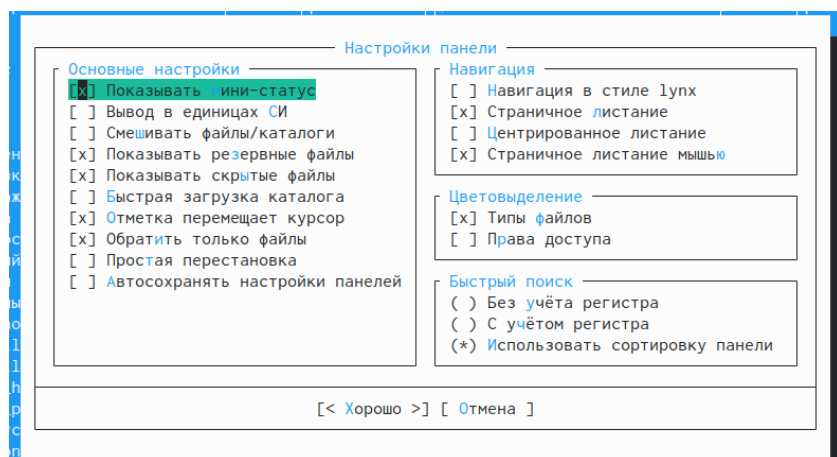 Настройки панели
Основные настройки
[x] Показывать мини-статус
[ ] Вывод в единицах СИ
[ ] Смешивать файлы/каталоги
[x] Показывать резервные файлы
[x] Показывать скрытые файлы
[ ] Быстрая загрузка каталога
[x] Отметка перемещает курсор
[x] Обратить только файлы
[ ] Простая перестановка
[ ] Автосохранять настройки панелей
Навигация
[ ] Навигация в стиле lynx
[x] Страничное листание
[ ] Центрированное листание
[x] Страничное листание мышью
Цветовыделение
[x] Типы файлов
[ ] Права доступа
Быстрый поиск
( ) Без учёта регистра
( ) С учётом регистра
(*) Использовать сортировку панели
[< Хорошо >] [ Отмена ]